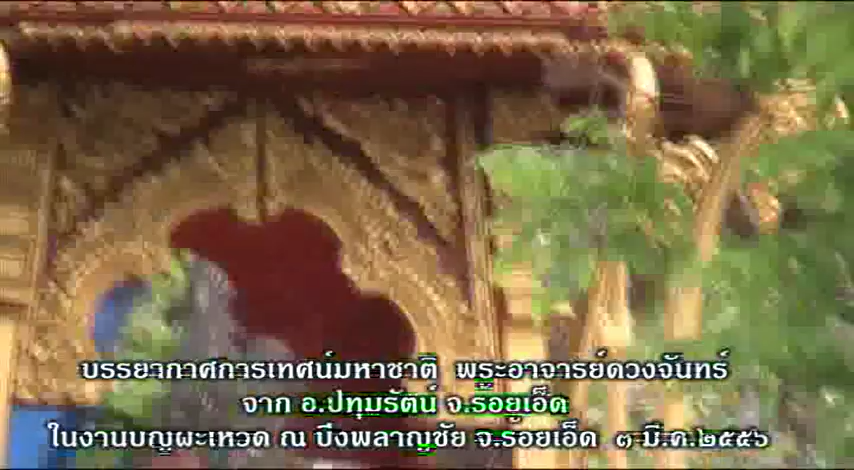 บรรยากาศการเทศน์มหาชาติ พระอาจารย์ดวงจันทร์
จาก อ.ปทุมรัตน์ จ.ร้อยเอ็ด
ในงานบุญผะเหวด ณ บึงพลาญชัย จ.รอยเอ็ด ๓ มี.ค.๒๕๕๖